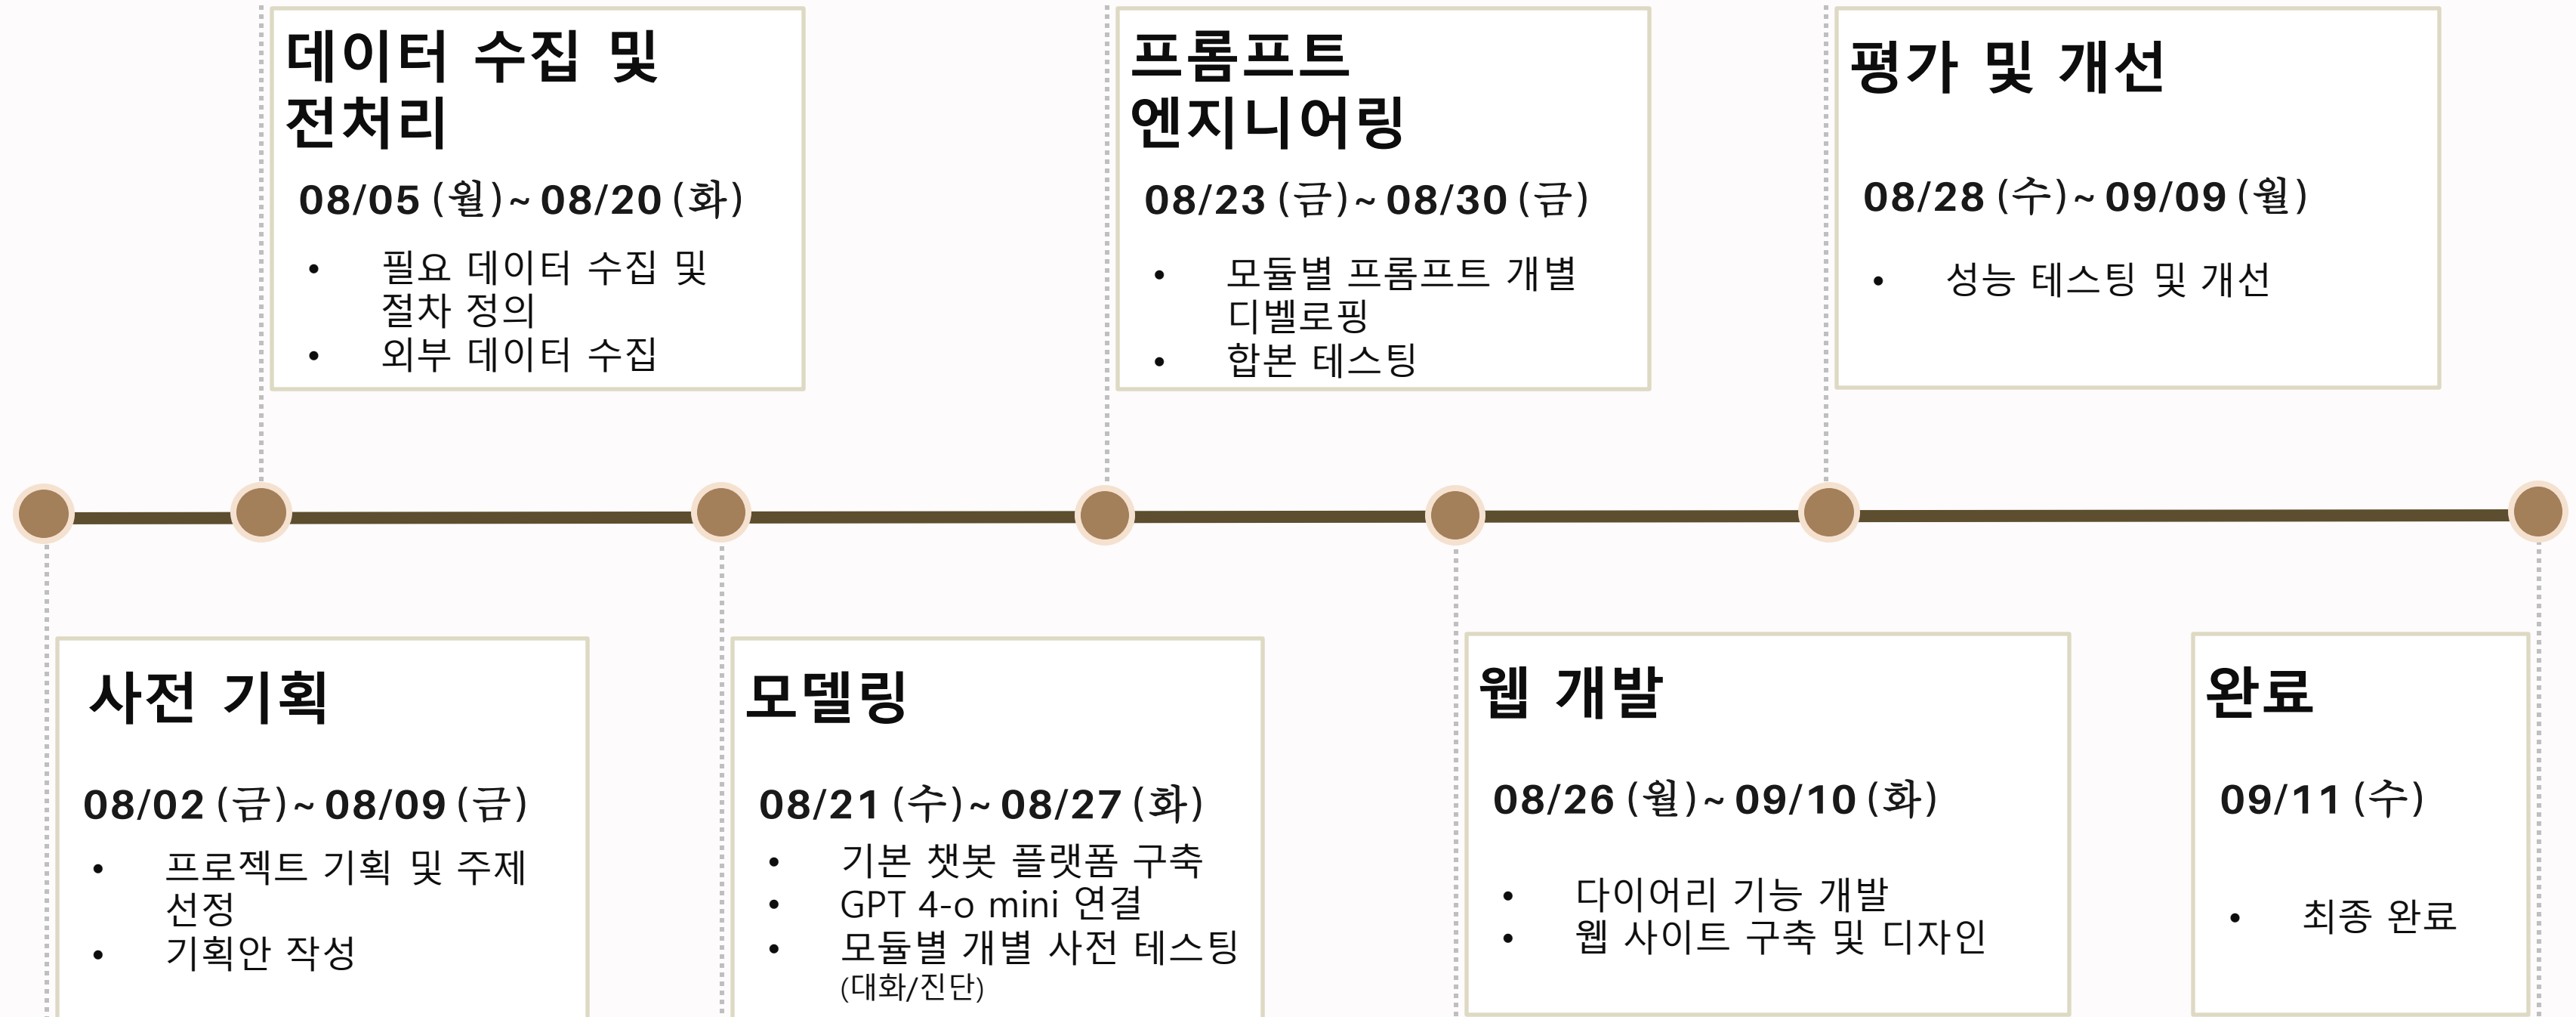 데이터 수집 및
전처리
08/05 (월) ~ 08/20 (화)
• 필요 데이터 수집 및
절차 정의
• 외부 데이터 수집
프롬프트
엔지니어링
08/23 (금) ~ 08/30 (금)
• 모듈별 프롬프트 개별
디벨로핑
• 합본 테스팅
평가 및 개선
08/28 (수) ~ 09/09 (월)
• 성능 테스팅 및 개선
사전 기획
08/02 (금) ~ 08/09 (금)
• 프로젝트 기획 및 주제
선정
• 기획안 작성
모델링
08/21 (수) ~ 08/27 (화)
• 기본 챗봇 플랫폼 구축
• GPT 4-o mini 연결
• 모듈별 개별 사전 테스팅
(대화/진단)
웹 개발
08/26 (월) ~ 09/10 (화)
• 다이어리 기능 개발
• 웹 사이트 구축 및 디자인
완료
09/11 (수)
• 최종 완료